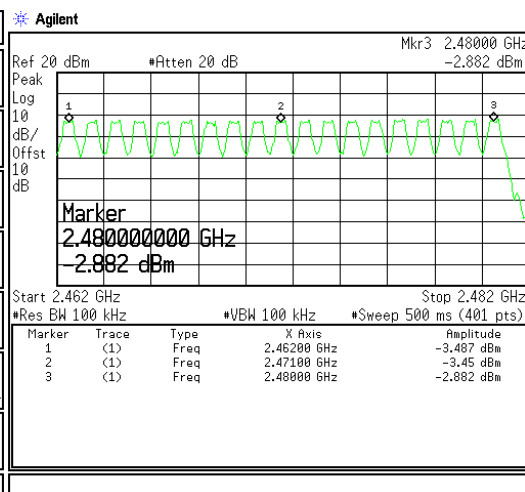 Agilent
Mkr3 2.48000 GHz
Ref 20 dBm #Atten 20 dB -2.882 dBm
Peak
Log
10
dB/
Offst
10
dB
1 2 3
Marker
2.480000000 GHz
-2.882 dBm
Start 2.462 GHz Stop 2.482 GHz
#Res BW 100 kHz #VBW 100 kHz #Sweep 500 ms (401 pts)
Marker Trace Type X Axis Amplitude
1 (1) Freq 2.46200 GHz -3.487 dBm
2 (1) Freq 2.47100 GHz -3.45 dBm
3 (1) Freq 2.48000 GHz -2.882 dBm